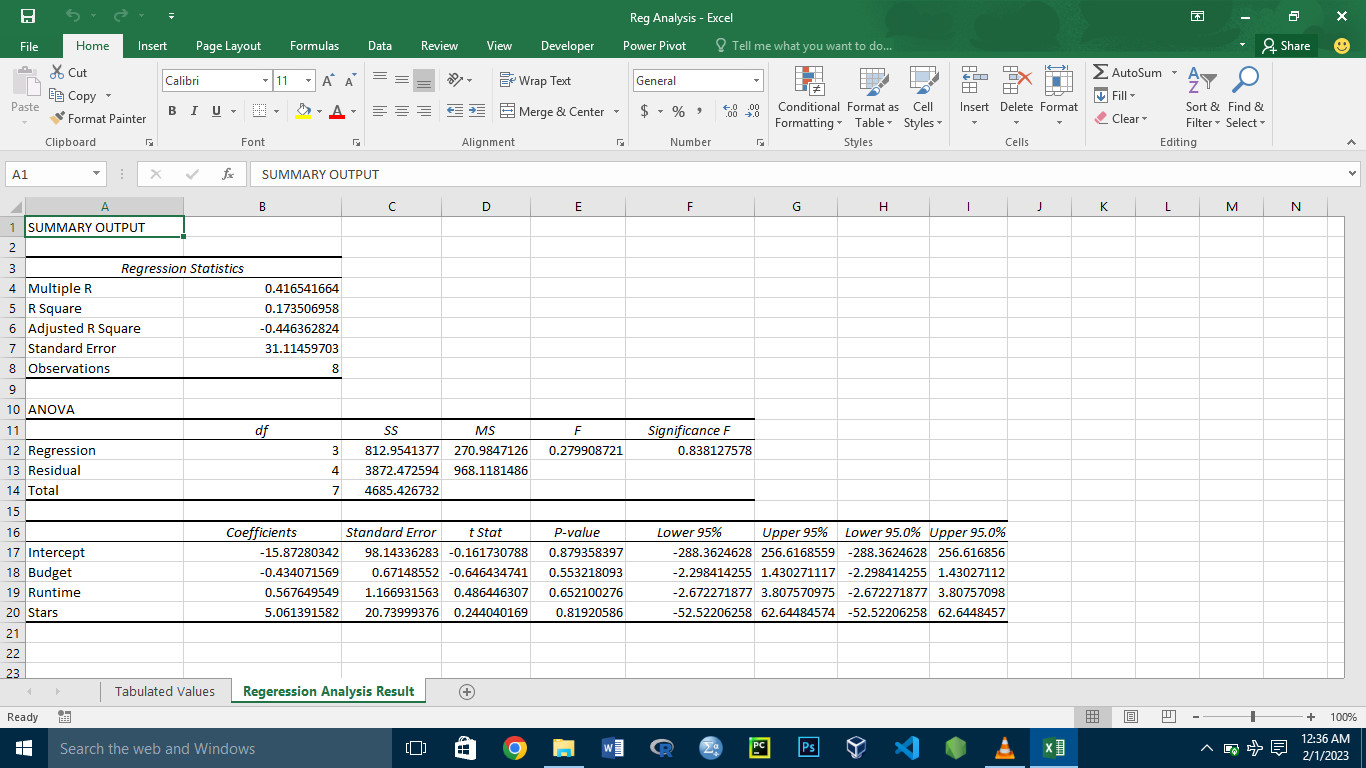 Reg Analysis - Excel
File Home Insert Page Layout Formulas Data Review View Developer Power Pivot Tell me what you want to do... Share
Paste
Cut
Copy
Format Painter
Clipboard
Calibri 11
B I U A
Font
Wrap Text
Merge & Center
Alignment
General
$ % , .00 .0
Number
Conditional Formatting
Format as Table
Cell Styles
Styles
Insert Delete Format
Cells
AutoSum
Fill
Clear
Sort & Filter
Find & Select
Editing
A1 fx SUMMARY OUTPUT
A B C D E F G H I J K L M N
1 SUMMARY OUTPUT
2
3 Regression Statistics
4 Multiple R 0.416541664
5 R Square 0.173506958
6 Adjusted R Square -0.446362824
7 Standard Error 31.11459703
8 Observations 8
9
10 ANOVA
11 df SS MS F Significance F
12 Regression 3 812.9541377 270.9847126 0.279908721 0.838127578
13 Residual 4 3872.472594 968.1181486
14 Total 7 4685.426732
15
16 Coefficients Standard Error t Stat P-value Lower 95% Upper 95% Lower 95.0% Upper 95.0%
17 Intercept -15.87280342 98.14336283 -0.161730788 0.879358397 -288.3624628 256.6168559 -288.3624628 256.616856
18 Budget -0.434071569 0.67148552 -0.646434741 0.553218093 -2.298414255 1.430271117 -2.298414255 1.43027112
19 Runtime 0.567649549 1.166931563 0.486446307 0.652100276 -2.672271877 3.807570975 -2.672271877 3.80757098
20 Stars 5.061391582 20.73999376 0.244040169 0.81920586 -52.52206258 62.64484574 -52.52206258 62.6448457
21
22
23
Tabulated Values Regeression Analysis Result
Ready 100%
Search the web and Windows
12:36 AM
2/1/2023